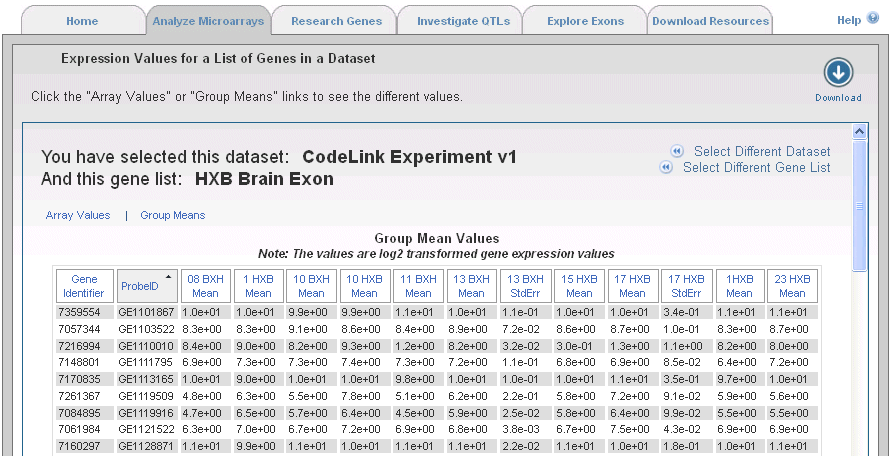 Home Analyze Microarrays Research Genes Investigate QTLs Explore Exons Download Resources Help
Expression Values for a List of Genes in a Dataset
Click the "Array Values" or "Group Means" links to see the different values.
Download
You have selected this dataset: CodeLink Experiment v1
And this gene list: HXB Brain Exon
Select Different Dataset
Select Different Gene List
Array Values | Group Means
Group Mean Values
Note: The values are log2 transformed gene expression values
Gene Identifier ProbeID 08 BXH Mean 1 HXB Mean 10 BXH Mean 10 HXB Mean 11 BXH Mean 13 BXH Mean 13 BXH StdErr 15 HXB Mean 17 HXB Mean 17 HXB StdErr 1HXB Mean 23 HXB Mean
7359554 GE1101867 1.0e+01 1.0e+01 9.9e+00 9.9e+00 1.1e+01 1.0e+01 1.1e-01 1.0e+01 1.0e+01 3.4e-01 1.1e+01 1.1e+01
7057344 GE1103522 8.3e+00 8.3e+00 9.1e+00 8.6e+00 8.4e+00 8.9e+00 7.2e-02 8.6e+00 8.7e+00 1.0e-01 8.3e+00 8.7e+00
7216994 GE1110010 8.4e+00 9.0e+00 8.2e+00 9.3e+00 1.2e+00 8.2e+00 3.2e-02 3.0e-01 1.3e+00 1.1e+00 8.2e+00 8.0e+00
7148801 GE1111795 6.9e+00 7.3e+00 7.3e+00 7.4e+00 7.3e+00 7.2e+00 1.1e-01 6.8e+00 6.9e+00 8.5e-02 6.4e+00 7.2e+00
7170835 GE1113165 1.0e+01 9.0e+00 1.0e+01 1.0e+01 9.8e+00 1.0e+01 1.0e-01 1.0e+01 1.1e+01 3.5e-01 9.7e+00 1.0e+01
7261367 GE1119509 4.8e+00 6.3e+00 5.5e+00 7.8e+00 5.1e+00 6.2e+00 2.2e-01 5.8e+00 7.2e+00 9.1e-02 5.9e+00 5.6e+00
7084895 GE1119916 4.7e+00 6.5e+00 5.7e+00 6.4e+00 4.5e+00 5.9e+00 2.5e-02 5.8e+00 6.4e+00 9.9e-02 5.5e+00 5.5e+00
7061984 GE1121522 6.3e+00 7.0e+00 6.7e+00 7.2e+00 6.9e+00 6.8e+00 3.8e-03 6.7e+00 7.5e+00 4.3e-02 6.9e+00 6.9e+00
7160297 GE1128871 1.1e+01 9.9e+00 1.1e+01 1.0e+01 1.1e+01 1.1e+01 2.2e-02 1.1e+01 1.0e+01 1.8e-01 1.0e+01 1.1e+01